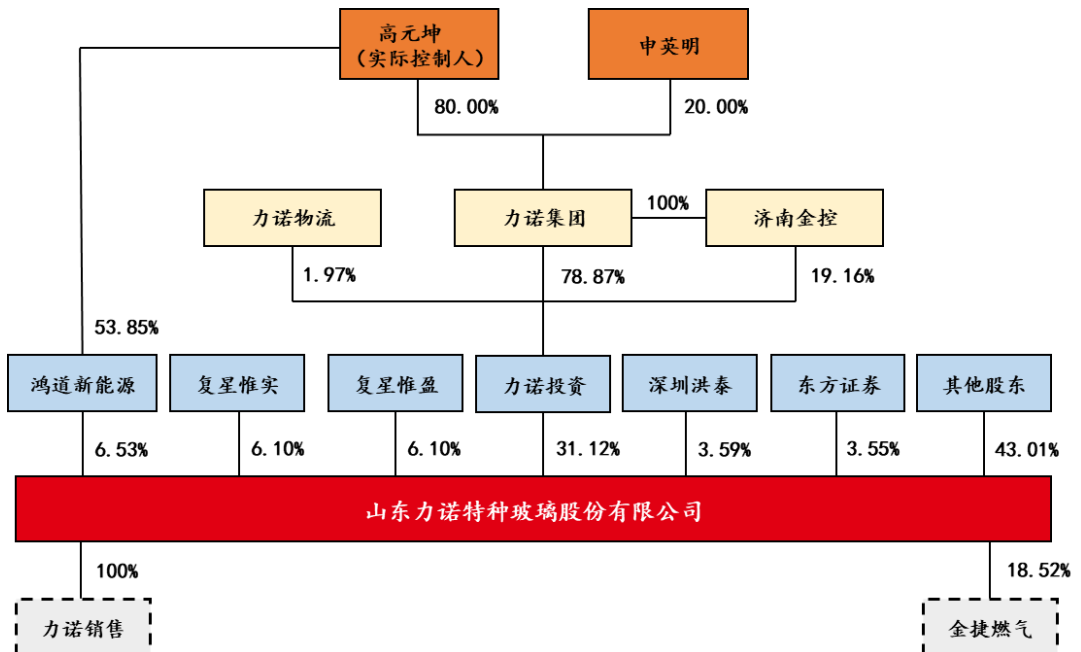 高元坤
（实际控制人）
申英明
80.00%
20.00%
力诺物流
力诺集团
100%
济南金控
1.97%
78.87%
19.16%
53.85%
鸿道新能源
复星惟实
复星惟盈
力诺投资
深圳洪泰
东方证券
其他股东
6.53%
6.10%
6.10%
31.12%
3.59%
3.55%
43.01%
山东力诺特种玻璃股份有限公司
100%
18.52%
力诺销售
金捷燃气